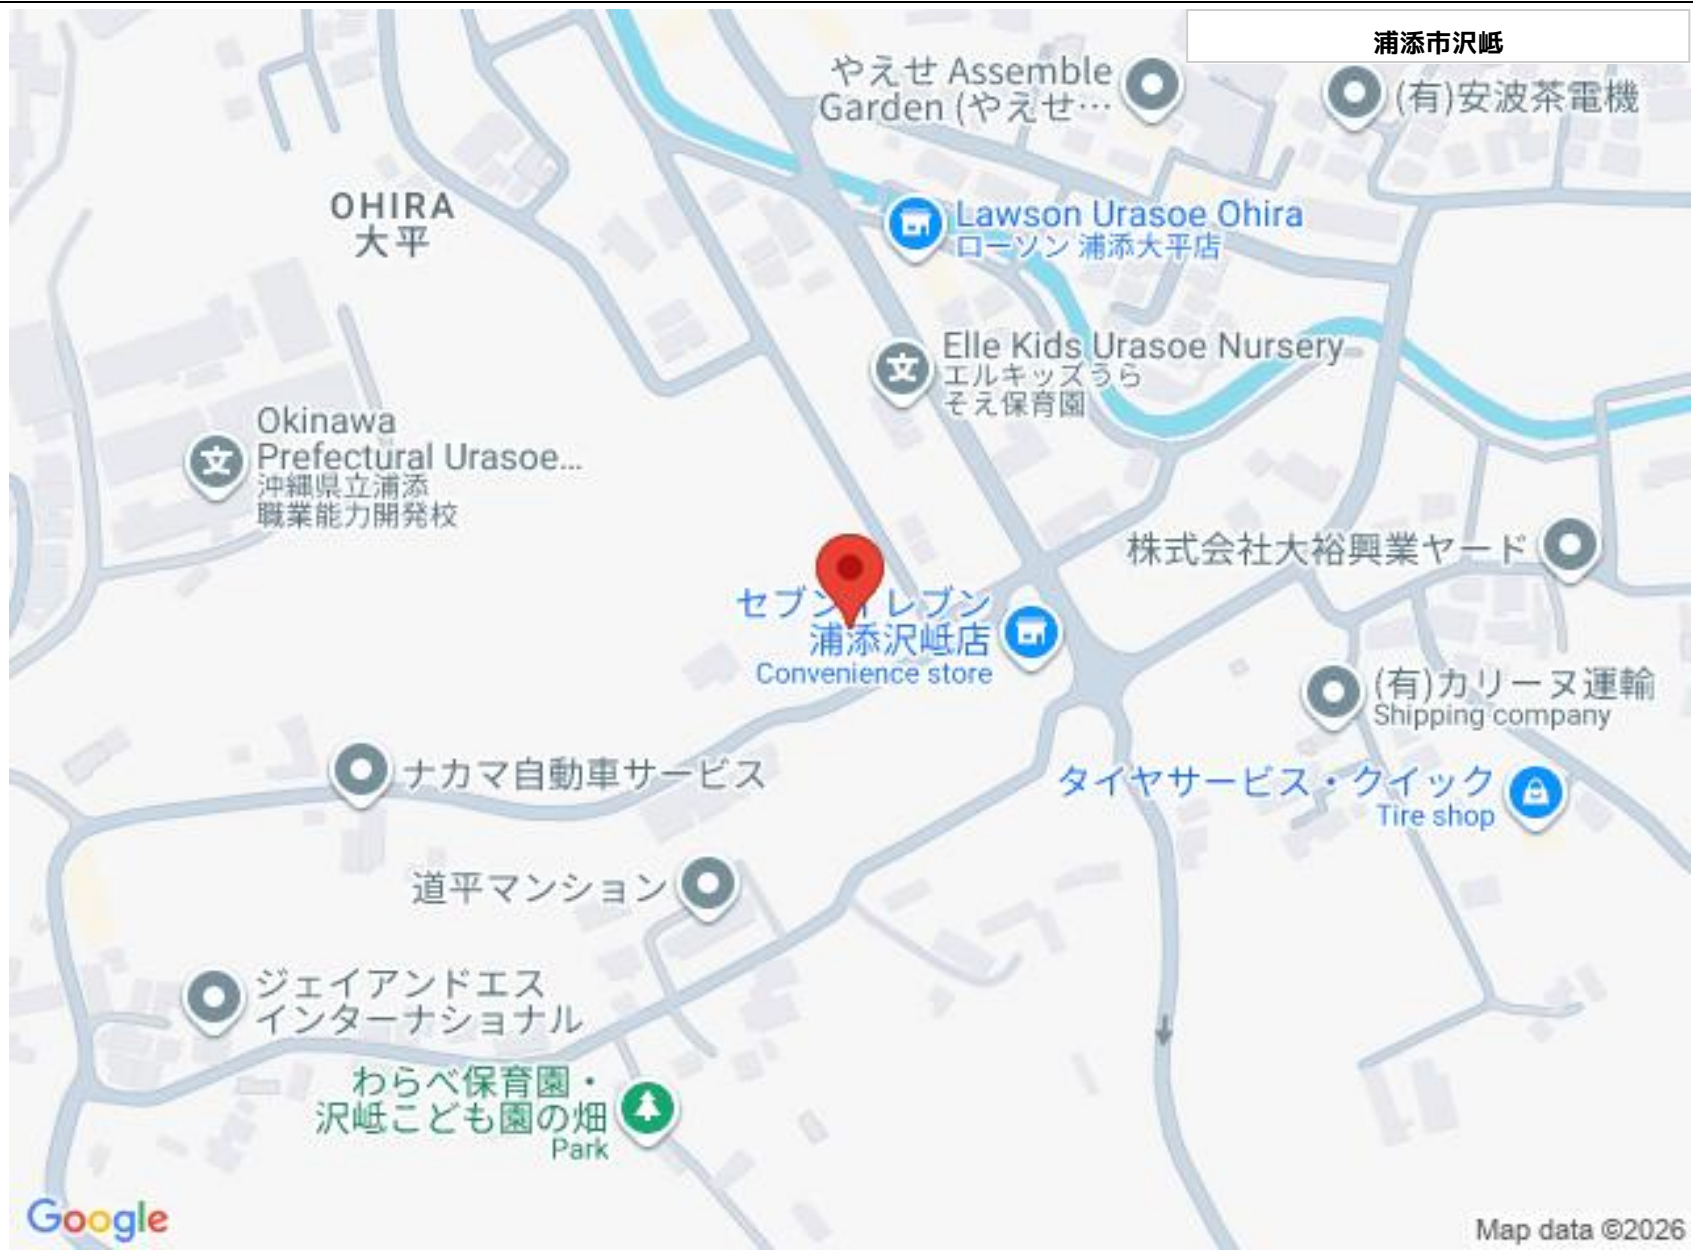 浦添市沢岻
やえせ Assemble
Garden (やえせ…
(有)安波茶電機
OHIRA
大平
Lawson Urasoe Ohira
ローソン 浦添大平店
Elle Kids Urasoe Nursery
エルキッズうら
そえ保育園
Okinawa
Prefectural Urasoe...
沖縄県立浦添
職業能力開発校
株式会社大裕興業ヤード
セブンイレブン
浦添沢岻店
Convenience store
(有)カリーヌ運輸
Shipping company
ナカマ自動車サービス
タイヤサービス・クイック
Tire shop
道平マンション
ジェイアンドエス
インターナショナル
わらべ保育園・
沢岻こども園の畑
Park
Google
Map data ©2026